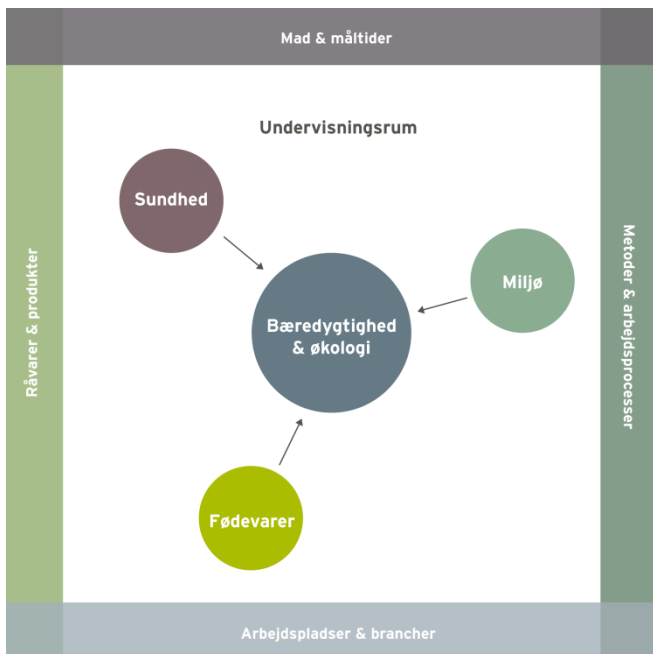 Mad & måltider
Undervisningsrum
Sundhed
Råvarer & produkter
Metoder & arbejdsprocesser
Miljø
Bæredygtighed
& økologi
Fødevarer
Arbejdspladser & brancher